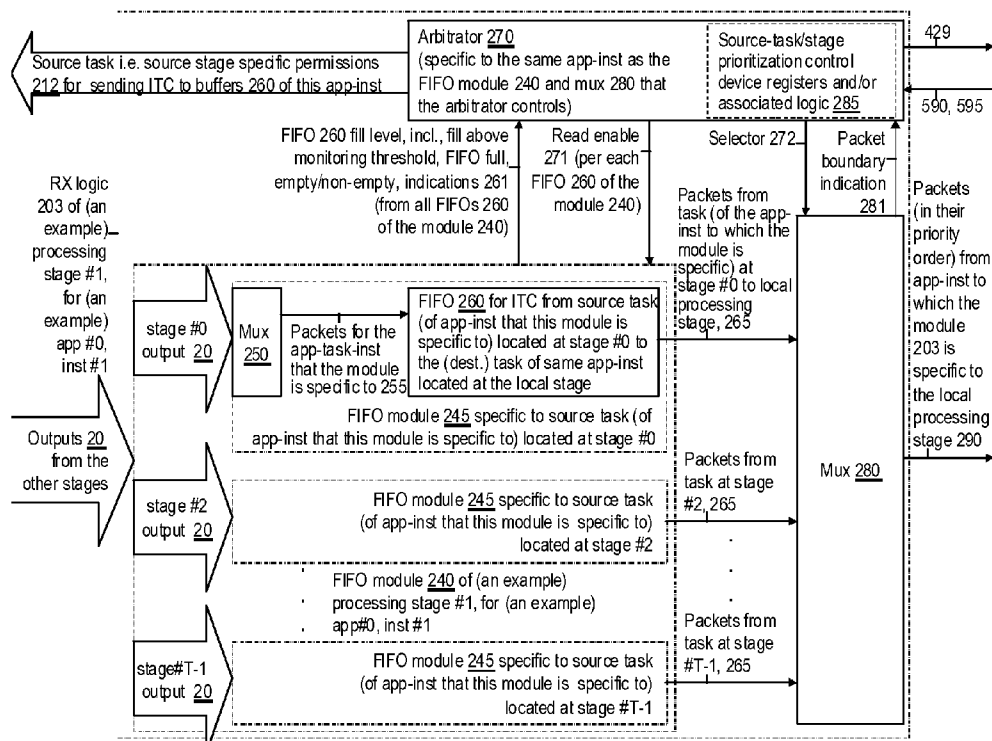 Arbitrator 270
(specific to the same app-inst as the
FIFO module 240 and mux 280 that
the arbitrator controls)
Source-task/stage
prioritization control
device registers and/or
associated logic 285
429
590, 595
Source task i.e. source stage specific permissions
212 for sending ITC to buffers 260 of this app-inst
FIFO 260 fill level, incl., fill above
monitoring threshold, FIFO full,
empty/non-empty, indications 261
(from all FIFOs 260
of the module 240)
Read enable
271 (per each
FIFO 260 of the
module 240)
Selector 272
Packet
boundary
indication
281
RX logic
203 of (an
example)
processing
stage #1,
for (an
example)
app #0,
inst #1
Packets from
task (of the app-
inst to which the
module is
specific) at
stage #0 to local
processing
stage, 265
Packets
(in their
priority
order) from
app-inst to
which the
module
203 is
specific to
the local
processing
stage 290
stage #0
output 20
Mux
250
Packets for the
app-task-inst
that the module
is specific to 255
FIFO 260 for ITC from source task
(of app-inst that this module is
specific to) located at stage #0 to
the (dest.) task of same app-inst
located at the local stage
FIFO module 245 specific to source task (of
app-inst that this module is specific to) located at stage #0
Outputs 20
from the
other stages
stage #2
output 20
FIFO module 245 specific to source task
(of app-inst that this module is specific to)
located at stage #2
Packets from
task at stage
#2, 265
Mux 280
FIFO module 240 of (an example)
processing stage #1, for (an example)
app#0, inst #1
stage#T-1
output 20
FIFO module 245 specific to source task
(of app-inst that this module is specific to)
located at stage #T-1
Packets from
task at stage
#T-1, 265